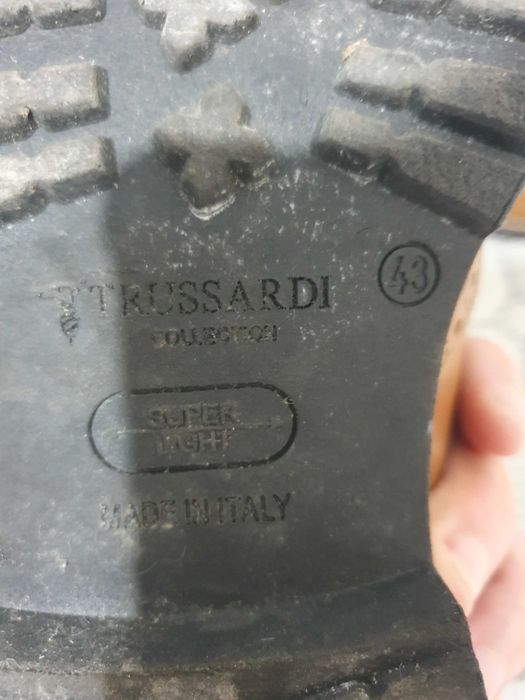 TRUSSARDI
43
COLLECTION
SUPER
LIGHT
MADE IN ITALY